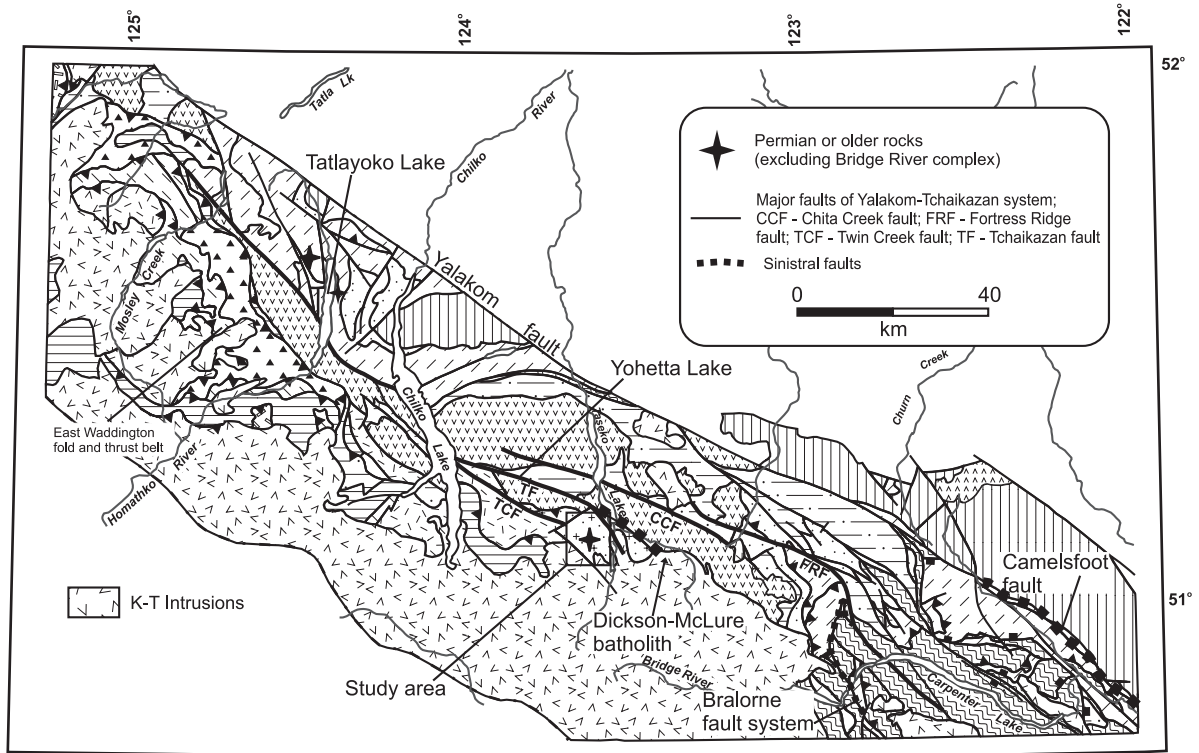 125°
124°
123°
122°
52°
Tatla Lk
River
Chilko
Permian or older rocks
(excluding Bridge River complex)
Major faults of Yalakom-Tchaikazan system;
CCF - Chita Creek fault; FRF - Fortress Ridge
fault; TCF - Twin Creek fault; TF - Tchaikazan fault
Sinistral faults
0
40
km
Tatlayoko Lake
Yalakom
fault
Mosley
Creek
Creek
Churn
Yohetta Lake
Chilko
Lake
Taseko
Lake
East Waddington
fold and thrust belt
Homathko
River
TF
TCF
CCF
FRF
Camelsfoot
fault
51°
K-T Intrusions
Dickson-McLure
batholith
Study area
Bridge River
Bralorne
fault system
Carpenter
Lake